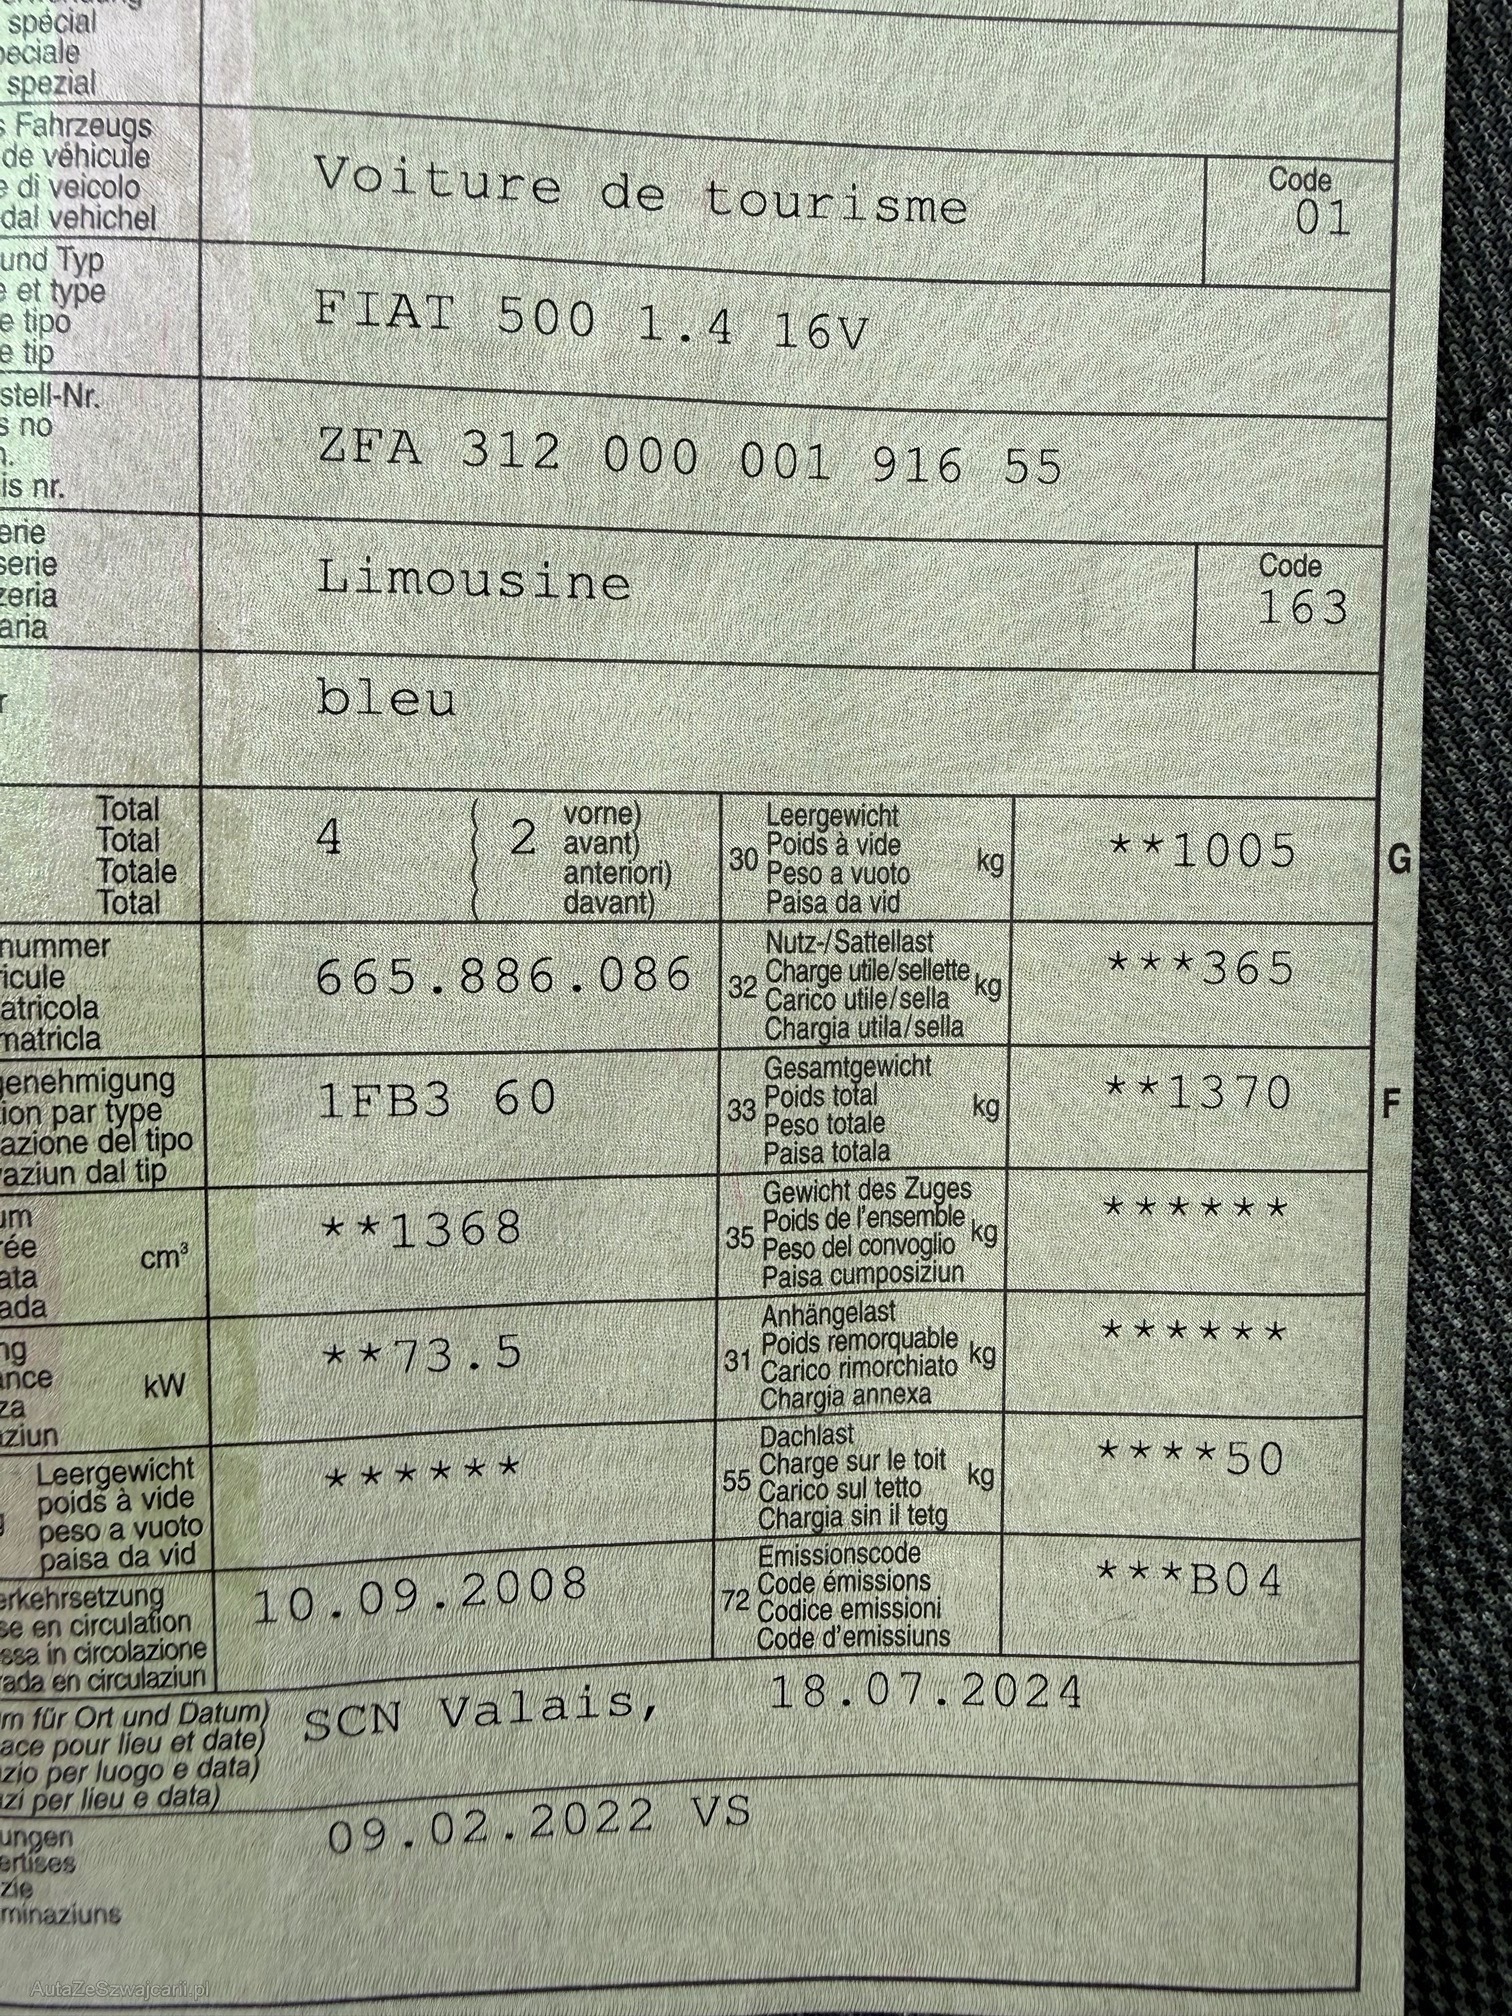 spécial
peciale
spezial
s Fahrzeugs
de véhicule
e di veicolo
dal vehichel
Voiture de tourisme
Code
01
und Typ
e et type
e tipo
e tip
FIAT 500 1.4 16V
stell-Nr.
s no
n.
is nr.
ZFA 312 000 001 916 55
erie
serie
zeria
aria
Limousine
Code
163
r
bleu
Total
Total
Totale
Total
4
2
vorne)
avant)
anteriori)
davant)
30
Leergewicht
Poids à vide
Peso a vuoto
Paisa da vid
kg
**1005
G
nummer
icule
atricola
matricla
665.886.086
32
Nutz-/Sattellast
Charge utile/sellette
Carico utile/sella
Chargia utila/sella
kg
***365
genehmigung
ion par type
azione del tipo
vaziun dal tip
1FB3 60
33
Gesamtgewicht
Poids total
Peso totale
Paisa totala
kg
**1370
F
um
rée
ata
ada
cm³
**1368
35
Gewicht des Zuges
Poids de l'ensemble
Peso del convoglio
Paisa cumposiziun
kg
******
ng
ance
za
aziun
kW
**73.5
31
Anhängelast
Poids remorquable
Carico rimorchiato
Chargia annexa
kg
******
Leergewicht
poids à vide
peso a vuoto
paisa da vid
******
55
Dachlast
Charge sur le toit
Carico sul tetto
Chargia sin il tetg
kg
****50
erkehrsetzung
se en circulation
ssa in circolazione
rada en circulaziun
10.09.2008
72
Emissionscode
Code émissions
Codice emissioni
Code d'emissiuns
***B04
m für Ort und Datum)
ace pour lieu et date)
zio per luogo e data)
azi per lieu e data)
SCN Valais, 18.07.2024
ungen
ertises
zie
minaziuns
09.02.2022 VS
AutaZeSzwajcarii.pl